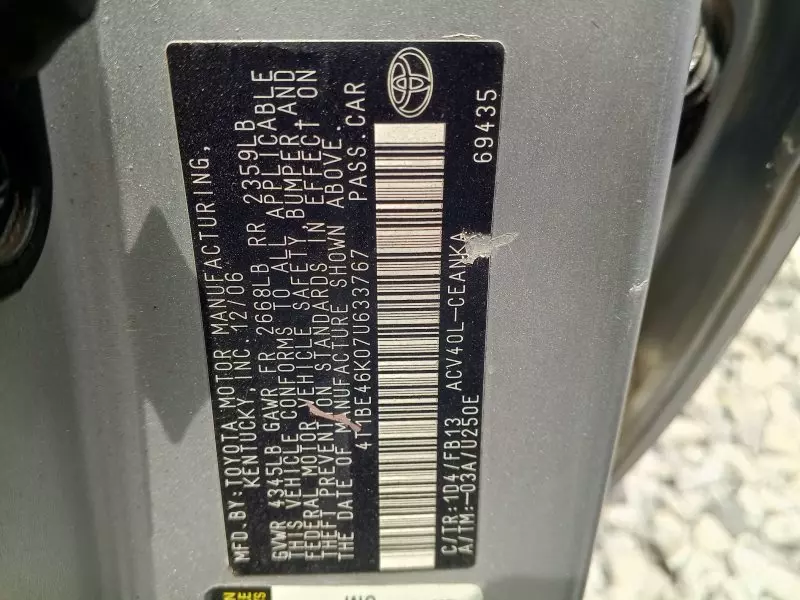 MFD.BY:TOYOTA MOTOR MANUFACTURING,
KENTUCKY, INC. 12/06
GVWR 4345LB GAWR FR 2668LB RR 2359LB
THIS VEHICLE CONFORMS TO ALL APPLICABLE
FEDERAL MOTOR VEHICLE SAFETY, BUMPER AND
THEFT PREVENTION STANDARDS IN EFFECT ON
THE DATE OF MANUFACTURE SHOWN ABOVE.
4T1BE46K07U633767 PASS.CAR
C/TR:1D4/FB13 ACV40L-CEANKA
A/TM:-03A/U250E 69435